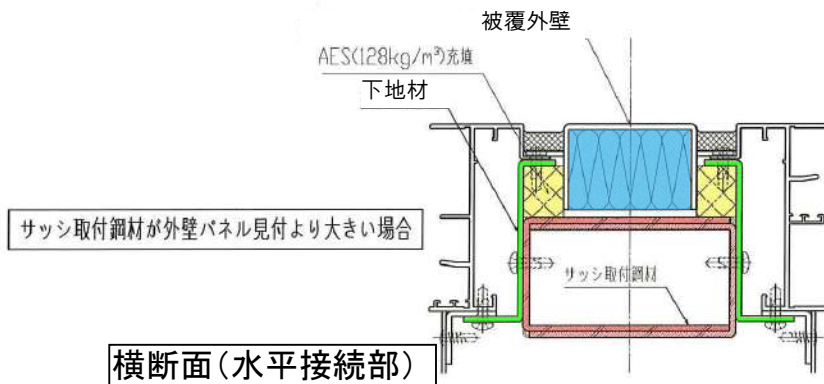 被覆外壁
AES(128kg/m³)充填
下地材
サッシ取付鋼材が外壁パネル見付より大きい場合
サッシ取付鋼材
横断面(水平接続部)